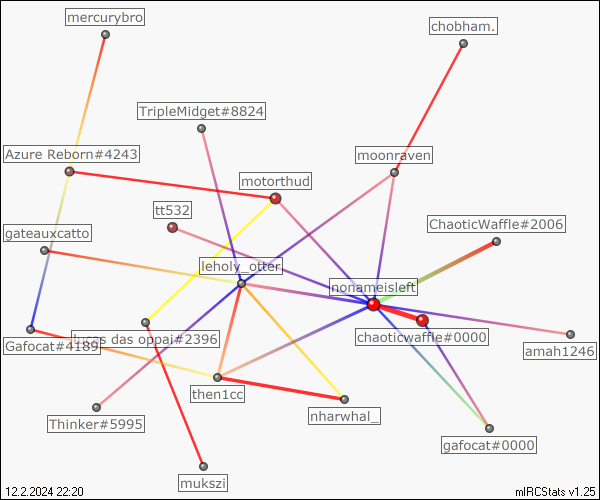 mercurybro
chobham.
TripleMidget#8824
Azure Reborn#4243
moonraven
motorthud
tt532
ChaoticWaffle#2006
gateauxcatto
leholy_otter
nonameisleft
lucas das oppai#2396
chaoticwaffle#0000
Gafocat#4189
amah1246
then1cc
nharwhal_
Thinker#5995
gafocat#0000
mukszi
12.2.2024 22:20
mIRCStats v1.25